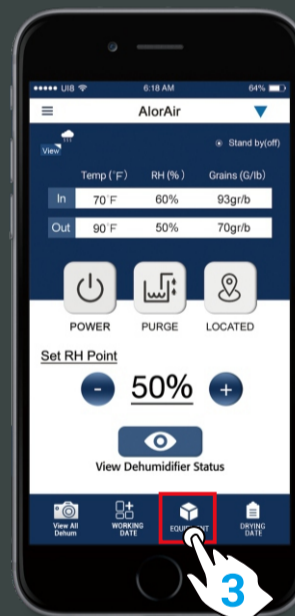 UIB 6:18 AM 64%
AlorAir
View
Stand by(off)
Temp (°F) RH (%) Grains (G/lb)
In 70°F 60% 93gr/b
Out 90°F 50% 70gr/b
POWER PURGE LOCATED
Set RH Point
- 50% +
View Dehumidifier Status
View All WORKING EQUIPMENT DRYING
Dehum DATE DATE
3